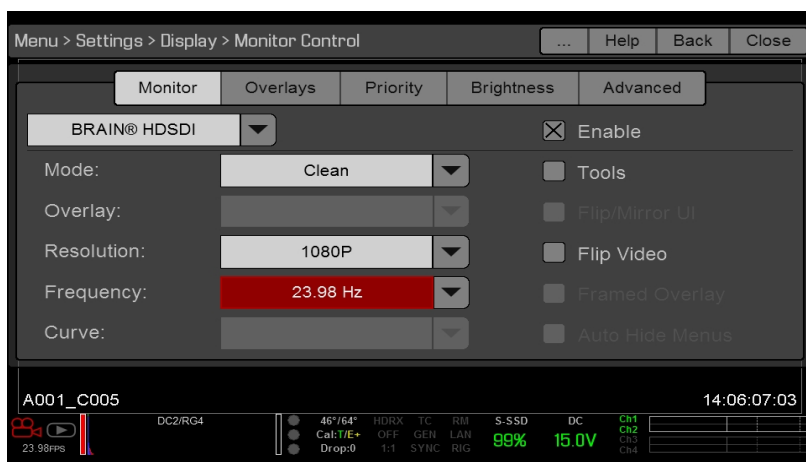 Menu > Settings > Display > Monitor Control ... Help Back Close
Monitor Overlays Priority Brightness Advanced
BRAIN® HDSDI Enable
Mode: Clean Tools
Overlay: Flip/Mirror UI
Resolution: 1080P Flip Video
Frequency: 23.98 Hz Framed Overlay
Curve: Auto Hide Menus
A001_C005 14:06:07:03
DC2/RG4 46°/64° HDRX TC RM S-SSD DC Ch1
Cal:T/E+ OFF GEN LAN 99% 15.0V Ch2
23.98FPS Drop:0 1:1 SYNC RIG Ch3
Ch4